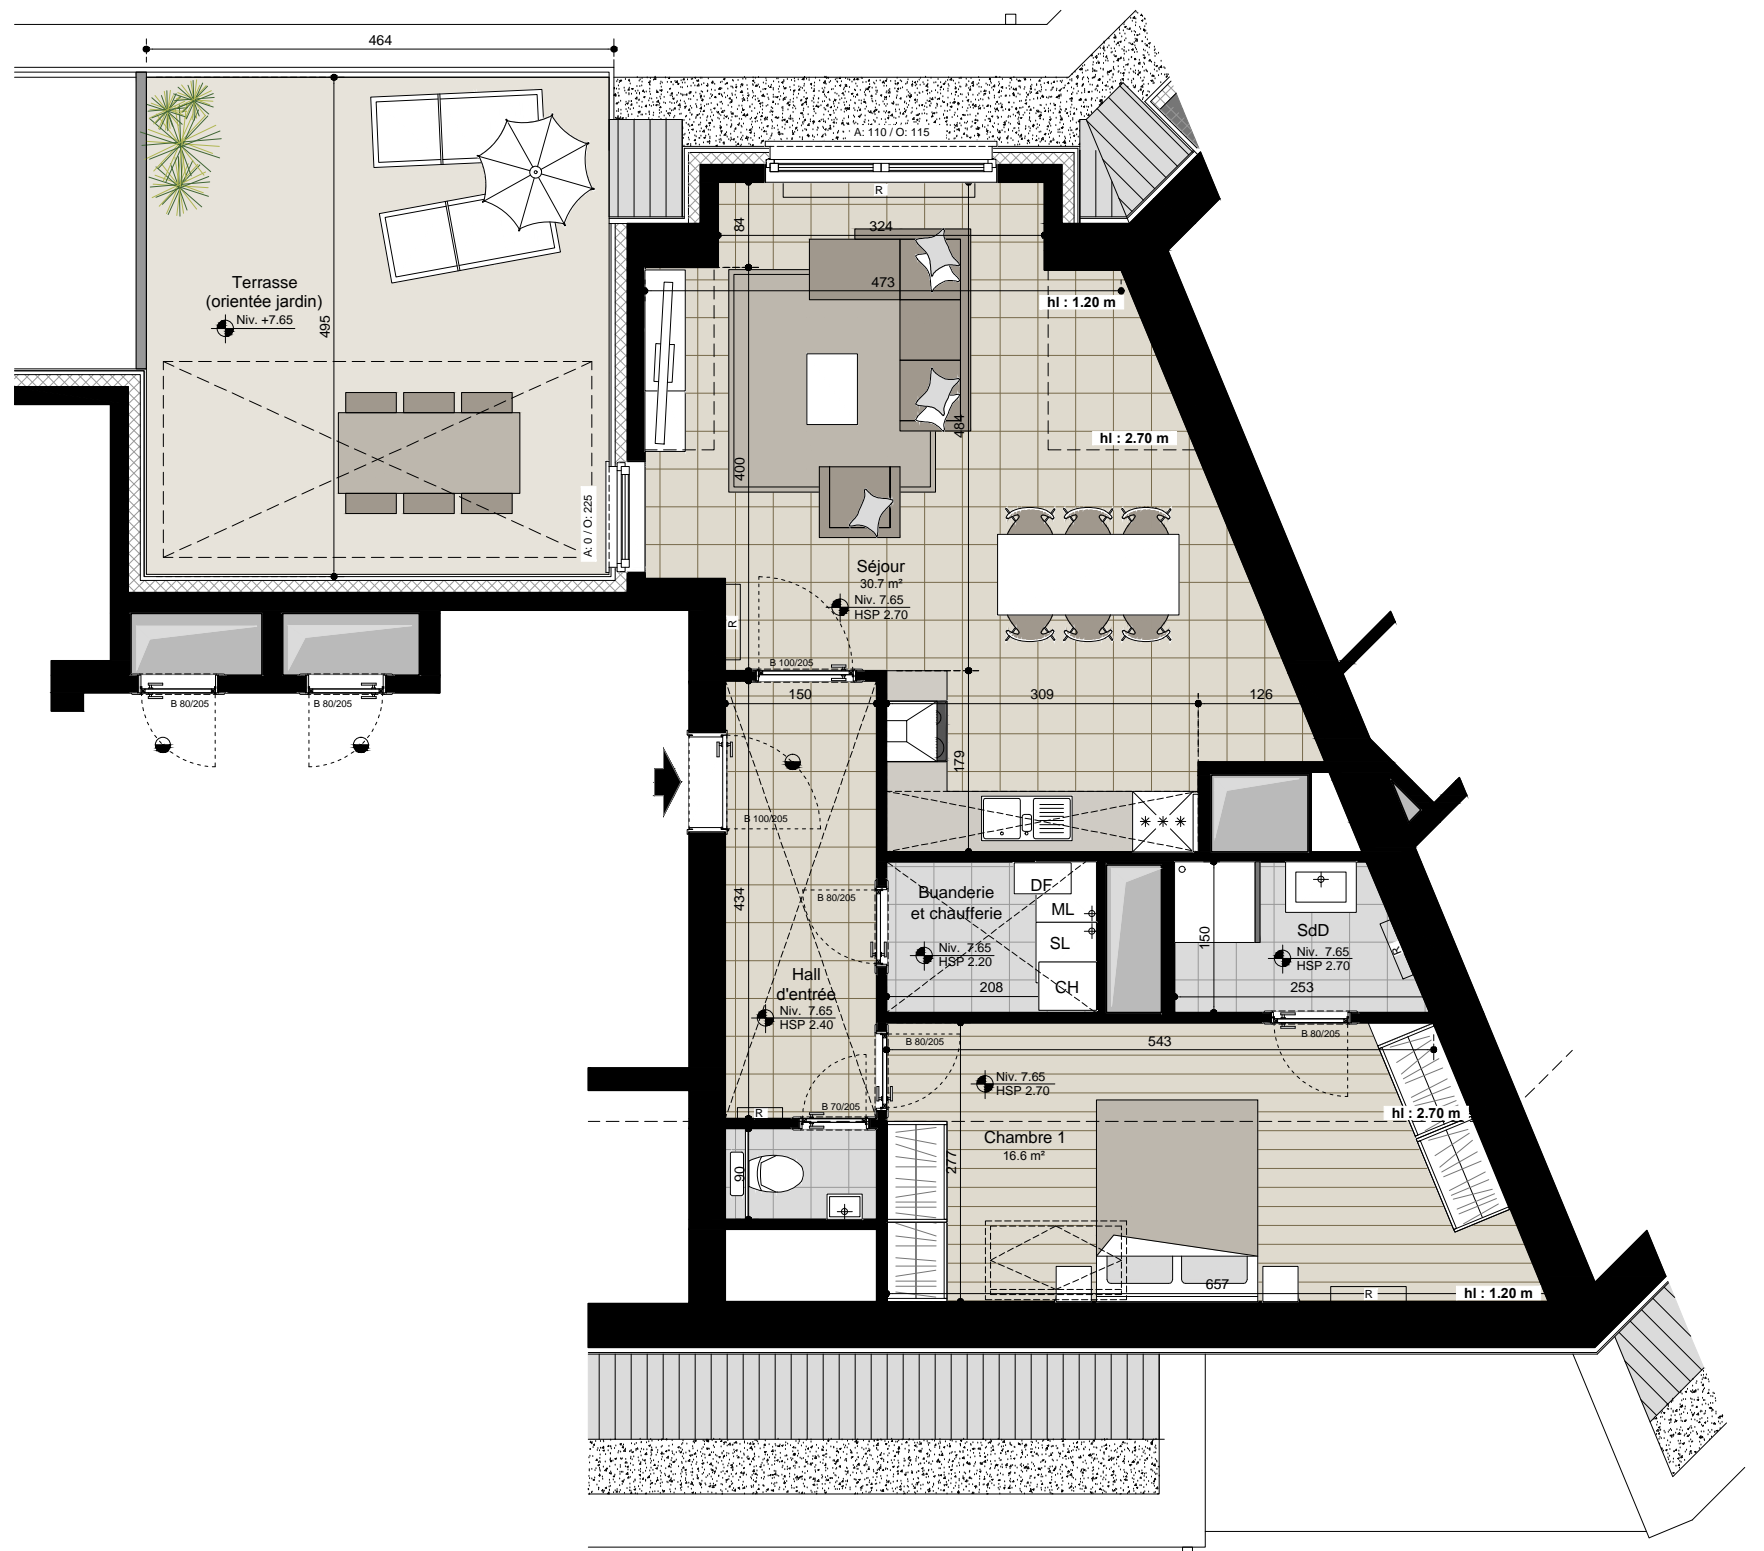 464
A: 110 / O: 115
R
84
324
473
hl : 1.20 m
Terrasse
(orientée jardin)
Niv. +7.65
495
hl : 2.70 m
484
400
A: 0 / O: 225
Séjour
30.7 m²
Niv. 7.65
HSP 2.70
R
B 100/205
150
309
126
B 80/205
B 80/205
179
B 100/205
434
B 80/205
Buanderie
et chaufferie
Niv. 7.65
HSP 2.20
208
DF
ML
SL
CH
150
SdD
Niv. 7.65
HSP 2.70
R
253
Hall
d'entrée
Niv. 7.65
HSP 2.40
B 80/205
543
B 80/205
Niv. 7.65
HSP 2.70
R
B 70/205
hl : 2.70 m
Chambre 1
16.6 m²
277
90
657
R
hl : 1.20 m